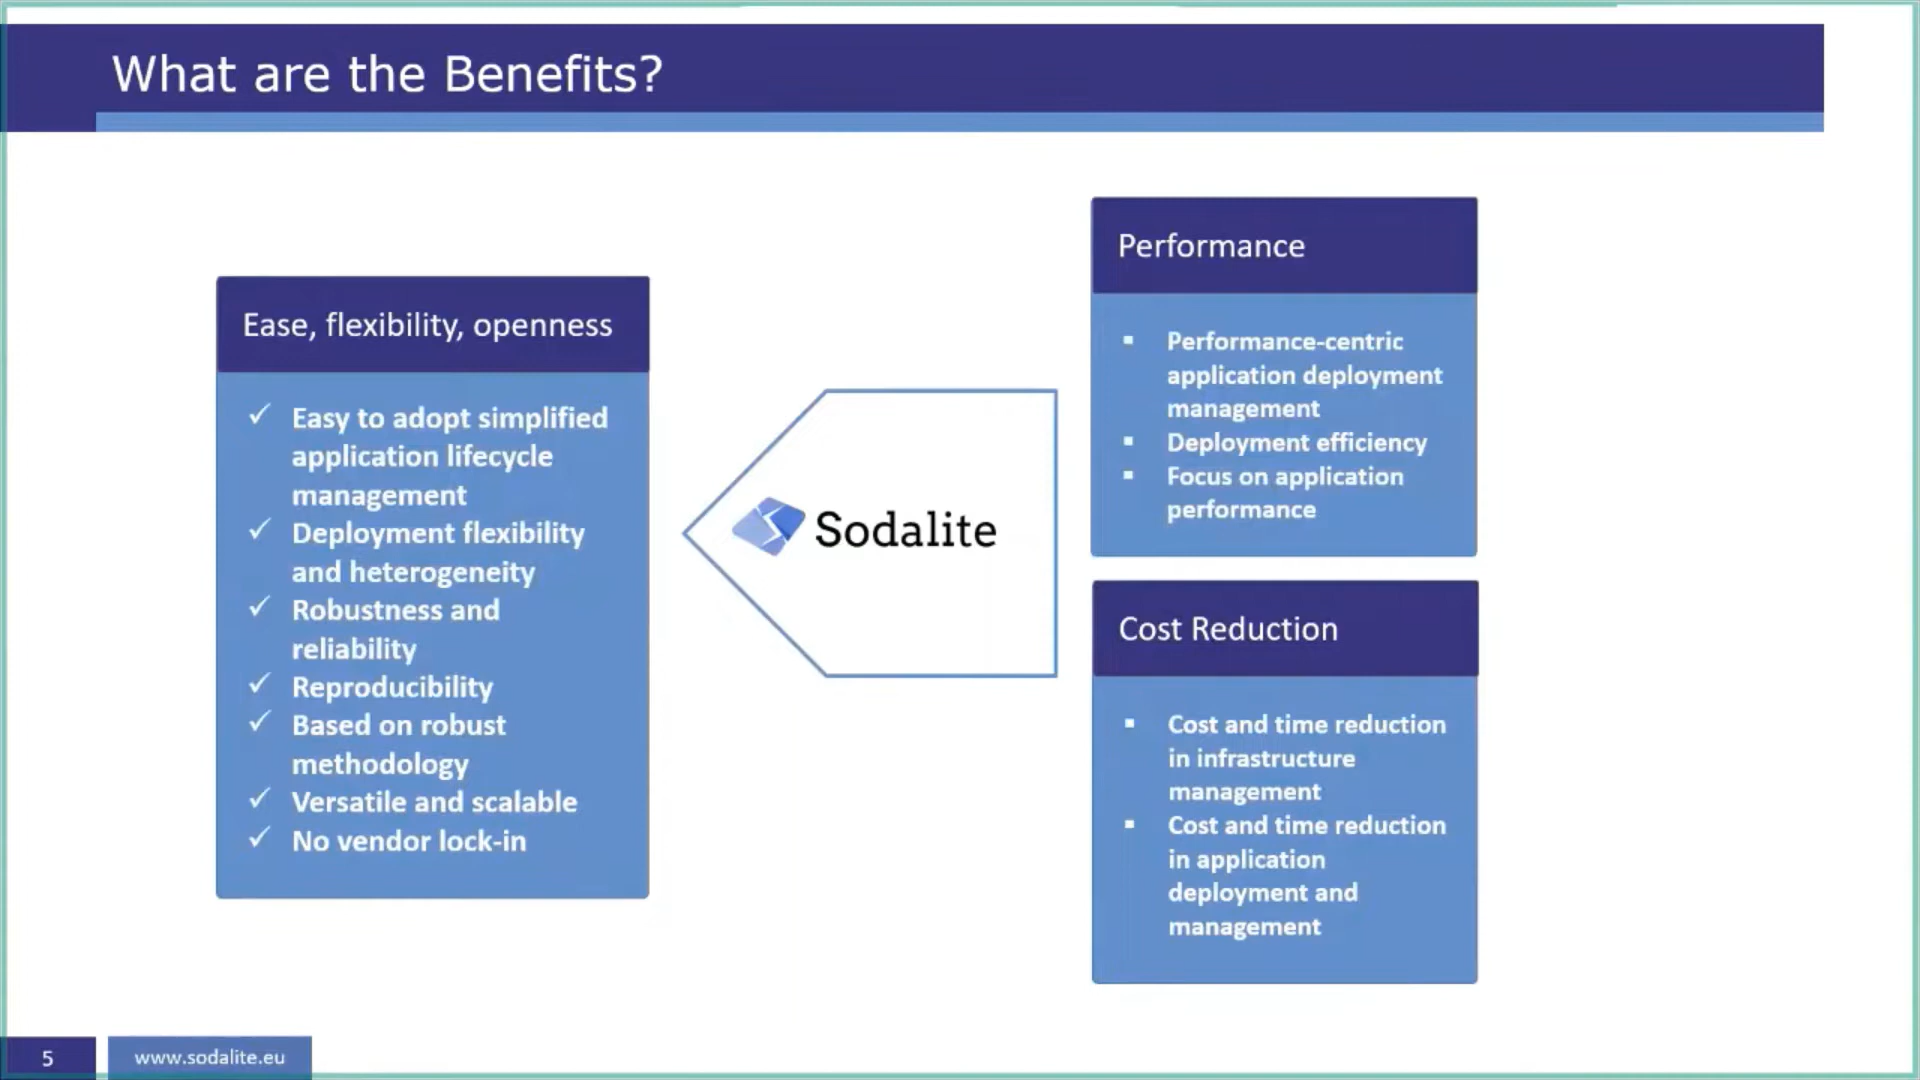 What are the Benefits?
Ease, flexibility, openness
✓ Easy to adopt simplified
application lifecycle
management
✓ Deployment flexibility
and heterogeneity
✓ Robustness and
reliability
✓ Reproducibility
✓ Based on robust
methodology
✓ Versatile and scalable
✓ No vendor lock-in
Sodalite
Performance
▪ Performance-centric
application deployment
management
▪ Deployment efficiency
▪ Focus on application
performance
Cost Reduction
▪ Cost and time reduction
in infrastructure
management
▪ Cost and time reduction
in application
deployment and
management
5
www.sodalite.eu